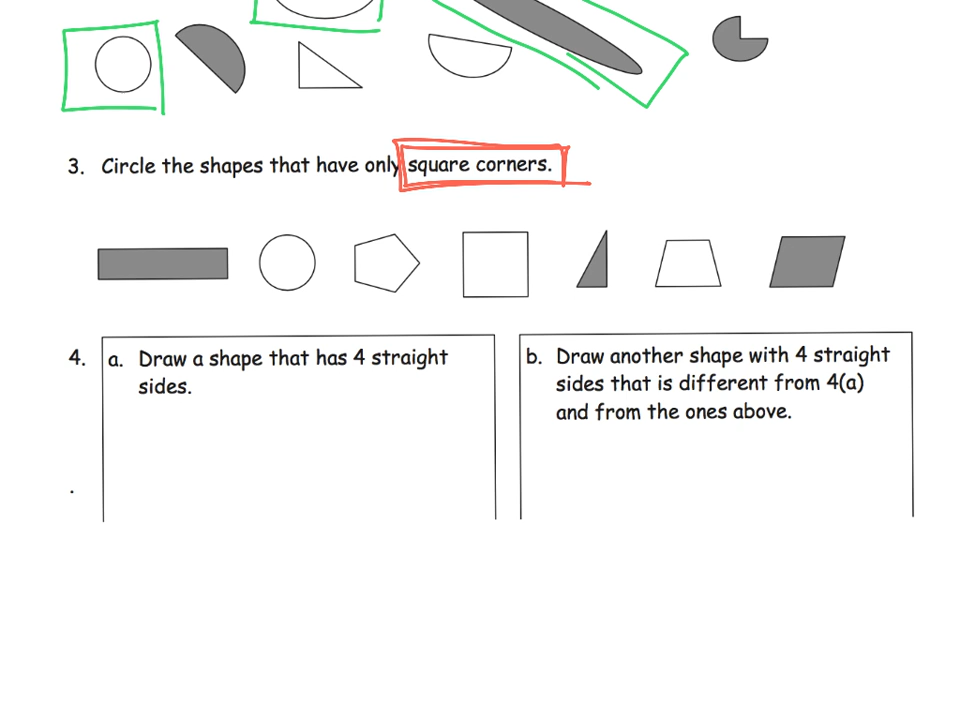 3. Circle the shapes that have only square corners.
4. a. Draw a shape that has 4 straight
sides.
b. Draw another shape with 4 straight
sides that is different from 4(a)
and from the ones above.